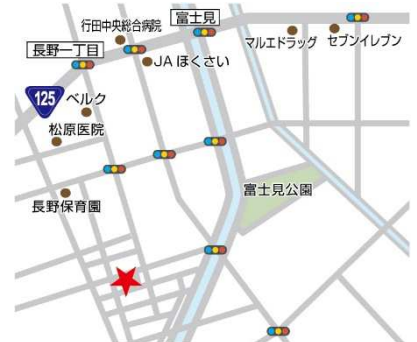 行田中央総合病院
富士見
長野一丁目
JAほくさい
マルエドラッグ
セブンイレブン
125
ベルク
松原医院
長野保育園
富士見公園